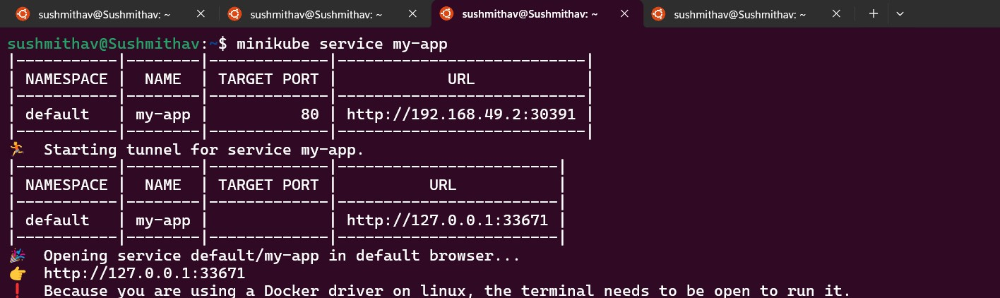 sushmithav@Sushmithav: ~ sushmithav@Sushmithav: ~ sushmithav@Sushmithav: ~ sushmithav@Sushmithav: ~
sushmithav@Sushmithav:~$ minikube service my-app
|-----------|--------|-------------|---------------------------|
| NAMESPACE | NAME | TARGET PORT | URL |
|-----------|--------|-------------|---------------------------|
| default | my-app | 80 | http://192.168.49.2:30391 |
|-----------|--------|-------------|---------------------------|
🏃 Starting tunnel for service my-app.
|-----------|--------|-------------|------------------------|
| NAMESPACE | NAME | TARGET PORT | URL |
|-----------|--------|-------------|------------------------|
| default | my-app | | http://127.0.0.1:33671 |
|-----------|--------|-------------|------------------------|
🎉 Opening service default/my-app in default browser...
👉 http://127.0.0.1:33671
❗ Because you are using a Docker driver on linux, the terminal needs to be open to run it.